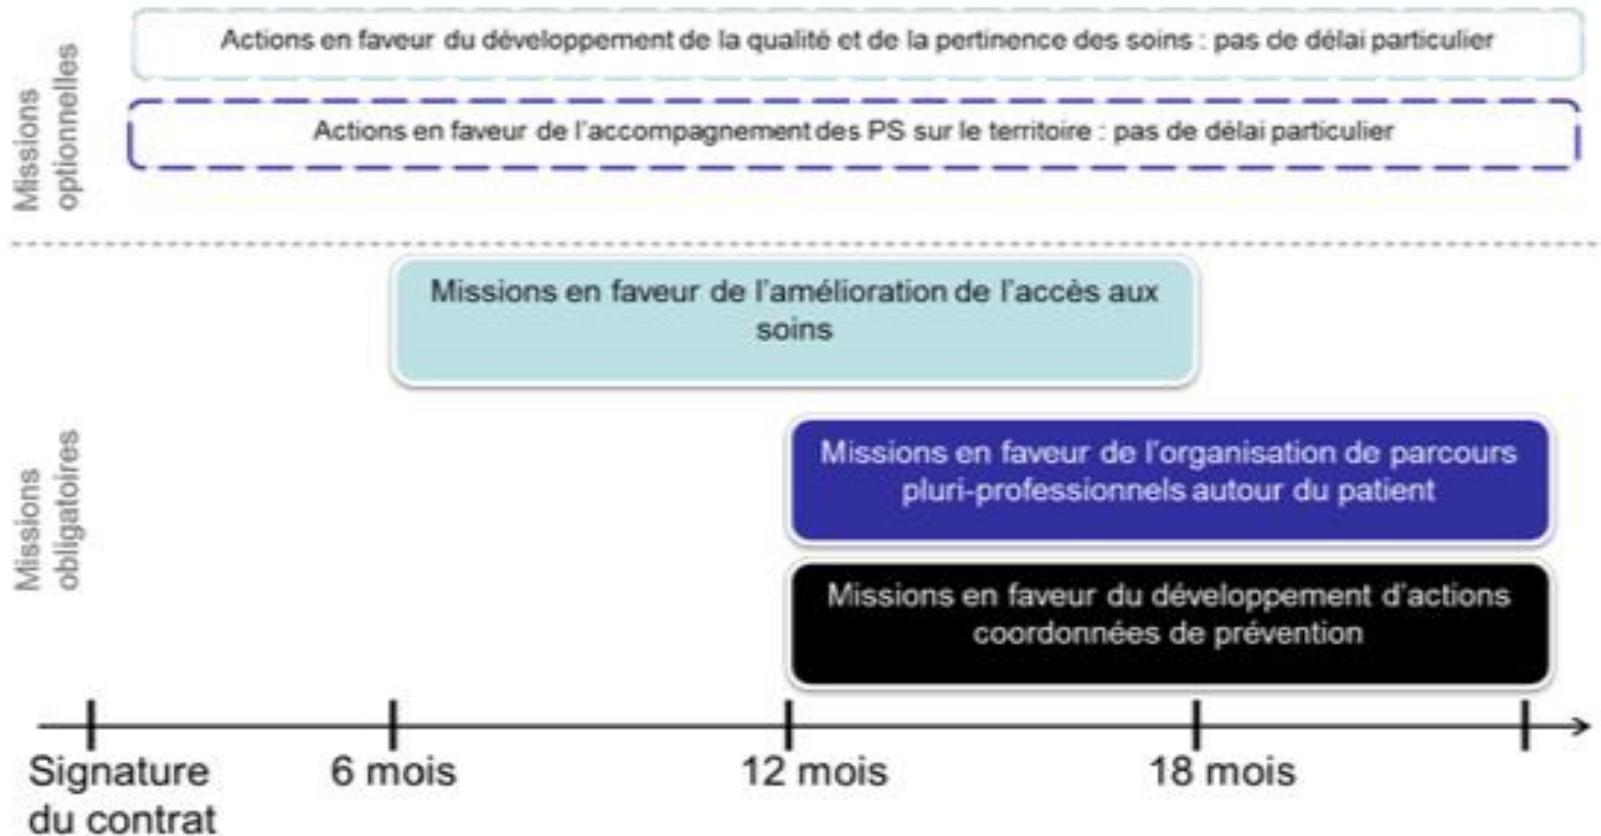 Missions
optionnelles
Actions en faveur du développement de la qualité et de la pertinence des soins : pas de délai particulier
Actions en faveur de l'accompagnement des PS sur le territoire : pas de délai particulier
Missions
obligatoires
Missions en faveur de l'amélioration de l'accès aux
soins
Missions en faveur de l'organisation de parcours
pluri-professionnels autour du patient
Missions en faveur du développement d'actions
coordonnées de prévention
Signature
du contrat
6 mois
12 mois
18 mois